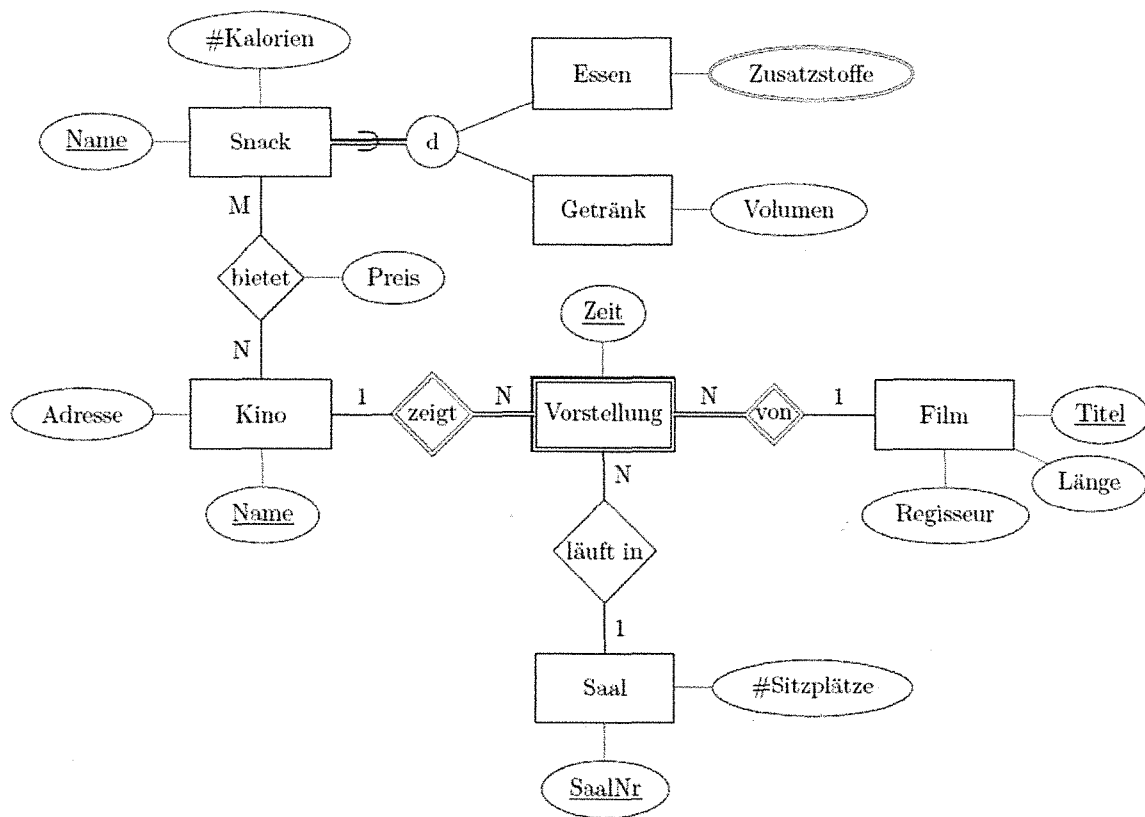 #Kalorien
Essen
Zusatzstoffe
Name
Snack
d
Getränk
Volumen
M
bietet
Preis
Zeit
N
Adresse
Kino
1
zeigt
N
Vorstellung
N
von
1
Film
Titel
Länge
Name
Regisseur
N
läuft in
1
Saal
#Sitzplätze
SaalNr